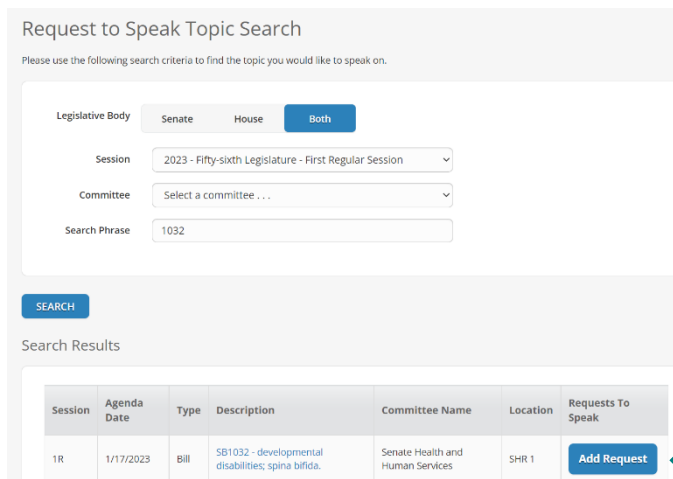 Request to Speak Topic Search
Please use the following search criteria to find the topic you would like to speak on.
Legislative Body Senate House Both
Session 2023 - Fifty-sixth Legislature - First Regular Session
Committee Select a committee . . .
Search Phrase 1032
SEARCH
Search Results
Session Agenda Date Type Description Committee Name Location Requests To Speak
1R 1/17/2023 Bill SB1032 - developmental disabilities; spina bifida. Senate Health and Human Services SHR 1 Add Request